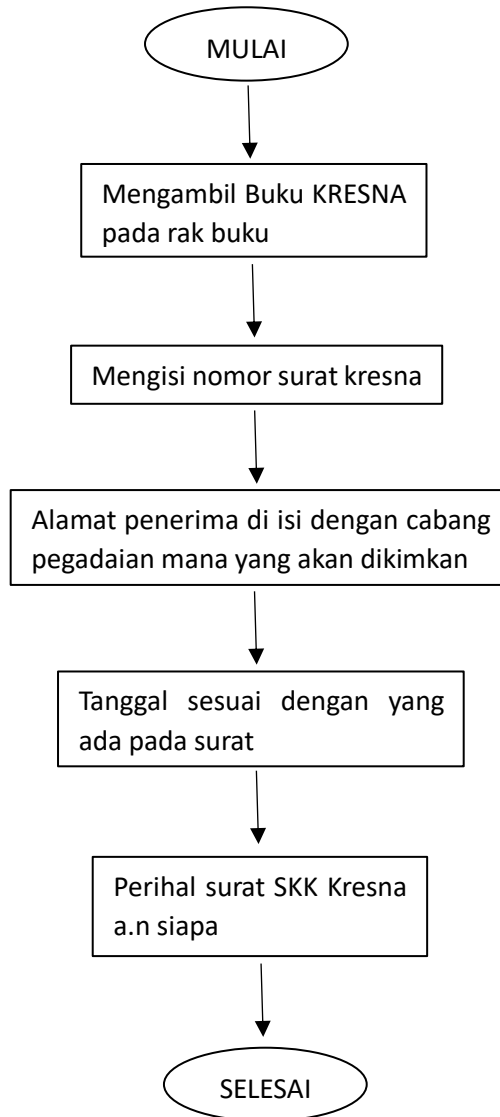 MULAI
Mengambil Buku KRESNA
pada rak buku
Mengisi nomor surat kresna
Alamat penerima di isi dengan cabang
pegadaian mana yang akan dikimkan
Tanggal sesuai dengan yang
ada pada surat
Perihal surat SKK Kresna
a.n siapa
SELESAI